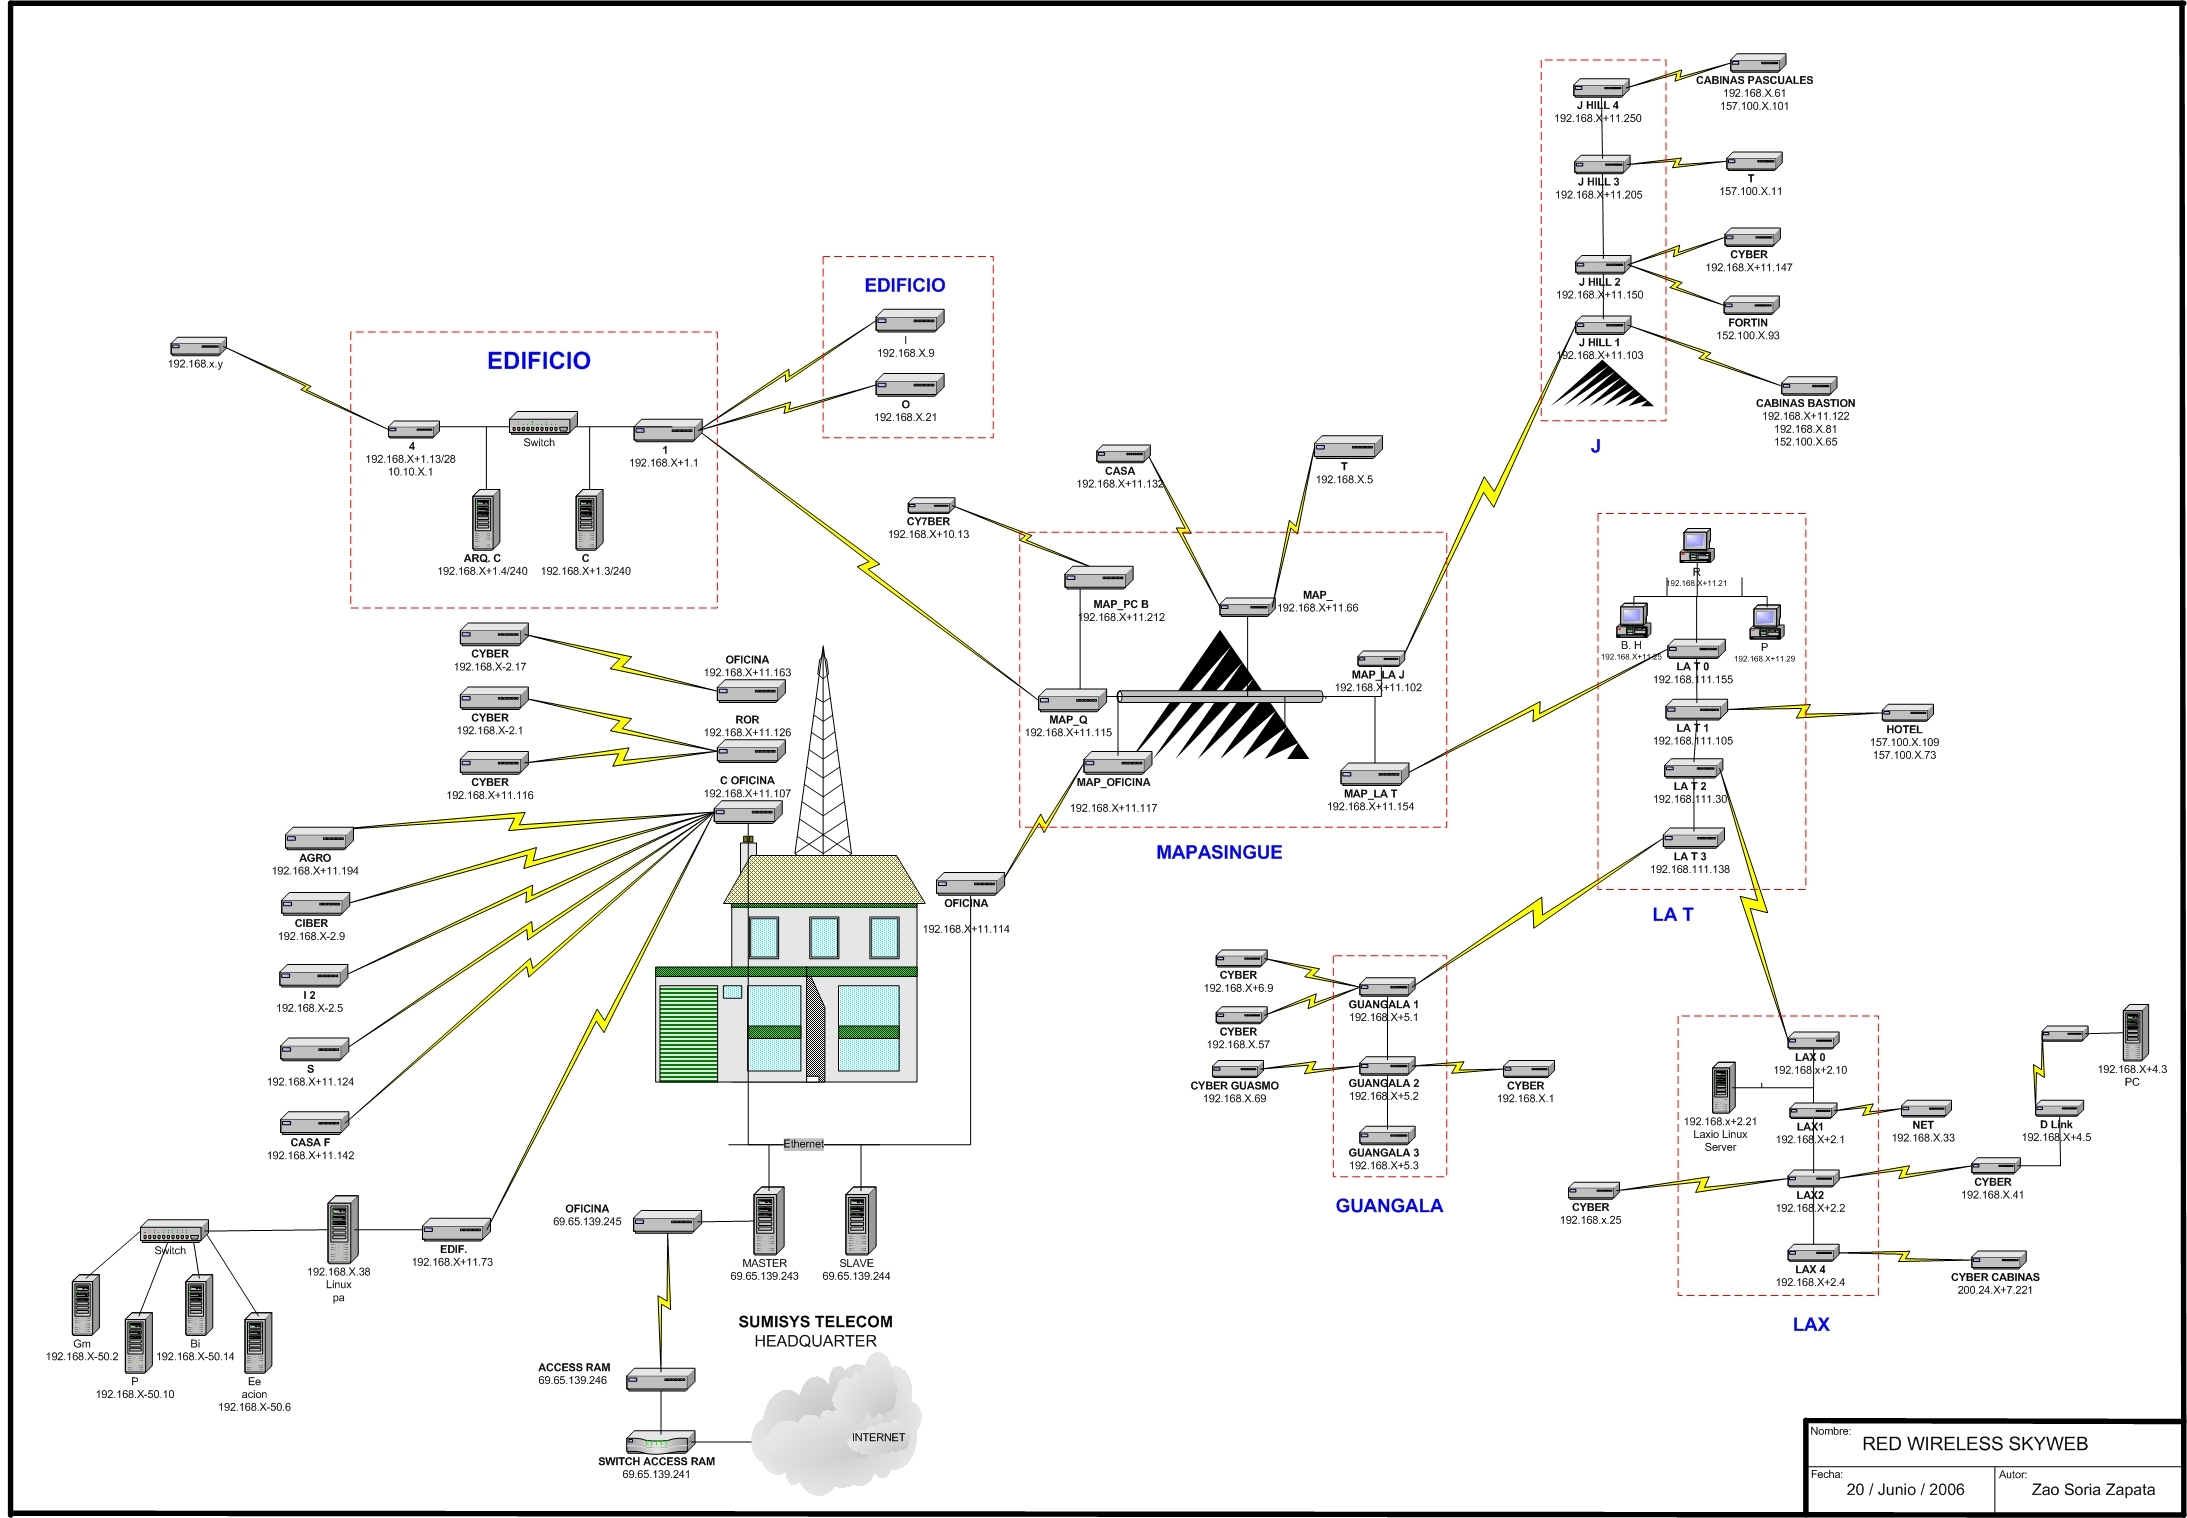 CABINAS PASCUALES
192.168.X.61
157.100.X.101
J HILL 4
192.168.X+11.250
J HILL 3
192.168.X+11.205
T
157.100.X.11
CYBER
192.168.X+11.147
J HILL 2
192.168.X+11.150
FORTIN
152.100.X.93
J HILL 1
192.168.X+11.103
CABINAS BASTION
192.168.X+11.122
192.168.X.81
152.100.X.65
J
EDIFICIO
I
192.168.X.9
O
192.168.X.21
192.168.x.y
EDIFICIO
4
192.168.X+1.13/28
10.10.X.1
Switch
1
192.168.X+1.1
ARQ. C
192.168.X+1.4/240
C
192.168.X+1.3/240
CASA
192.168.X+11.132
T
192.168.X.5
CY7BER
192.168.X+10.13
MAP_PC B
192.168.X+11.212
MAP_
192.168.X+11.66
MAP_LA J
192.168.X+11.102
MAP_Q
192.168.X+11.115
MAP_OFICINA
192.168.X+11.117
MAP_LA T
192.168.X+11.154
MAPASINGUE
R
192.168.X+11.21
B. H
192.168.X+11.25
P
192.168.X+11.29
LA T 0
192.168.111.155
LA T 1
192.168.111.105
HOTEL
157.100.X.109
157.100.X.73
LA T 2
192.168.111.30
LA T 3
192.168.111.138
LA T
CYBER
192.168.X-2.17
OFICINA
192.168.X+11.163
CYBER
192.168.X-2.1
ROR
192.168.X+11.126
CYBER
192.168.X+11.116
C OFICINA
192.168.X+11.107
AGRO
192.168.X+11.194
CIBER
192.168.X-2.9
I 2
192.168.X-2.5
S
192.168.X+11.124
CASA F
192.168.X+11.142
OFICINA
192.168.X+11.114
Ethernet
CYBER
192.168.X+6.9
CYBER
192.168.X.57
CYBER GUASMO
192.168.X.69
GUANGALA 1
192.168.X+5.1
GUANGALA 2
192.168.X+5.2
GUANGALA 3
192.168.X+5.3
CYBER
192.168.X.1
GUANGALA
LAX 0
192.168.x+2.10
192.168.x+2.21
Laxio Linux
Server
LAX1
192.168.X+2.1
NET
192.168.X.33
LAX2
192.168.X+2.2
CYBER
192.168.x.25
CYBER
192.168.X.41
D Link
192.168.X+4.5
192.168.X+4.3
PC
LAX 4
192.168.X+2.4
CYBER CABINAS
200.24.X+7.221
LAX
Switch
192.168.X.38
Linux
pa
EDIF.
192.168.X+11.73
Gm
192.168.X-50.2
P
192.168.X-50.10
Bi
192.168.X-50.14
Ee
acion
192.168.X-50.6
OFICINA
69.65.139.245
MASTER
69.65.139.243
SLAVE
69.65.139.244
SUMISYS TELECOM
HEADQUARTER
ACCESS RAM
69.65.139.246
INTERNET
SWITCH ACCESS RAM
69.65.139.241
Nombre:
RED WIRELESS SKYWEB
Fecha:
20 / Junio / 2006
Autor:
Zao Soria Zapata